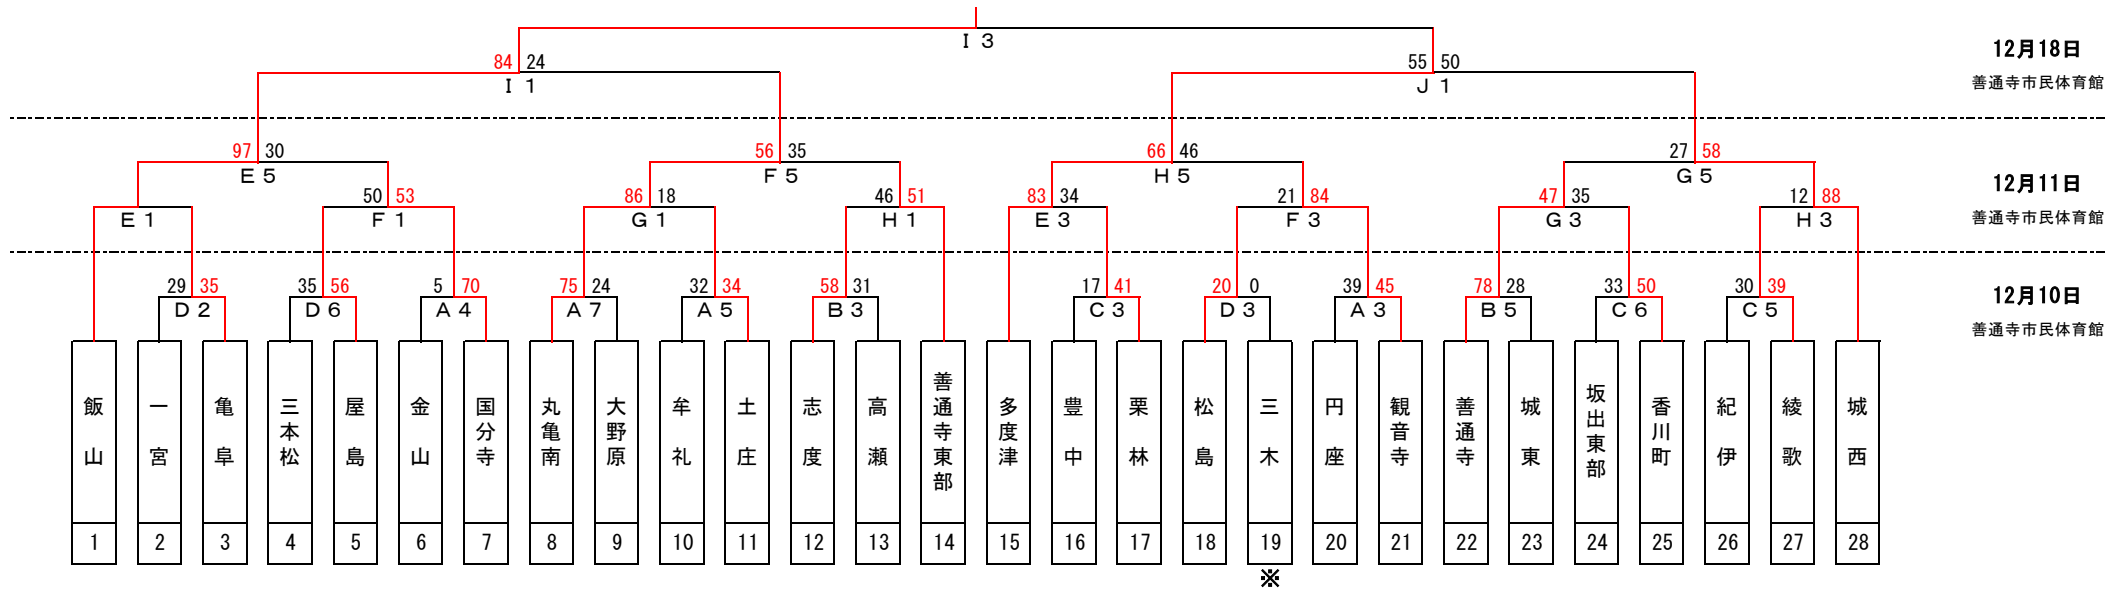 I 3
12月18日
84 24
55 50
I 1
J 1
善通寺市民体育館
97 30
56 35
66 46
27 58
E 5
F 5
H 5
G 5
12月11日
50 53
86 18
46 51
83 34
21 84
47 35
12 88
善通寺市民体育館
E 1
F 1
G 1
H 1
E 3
F 3
G 3
H 3
29 35
35 56
5 70
75 24
32 34
58 31
17 41
20 0
39 45
78 28
33 50
30 39
12月10日
D 2
D 6
A 4
A 7
A 5
B 3
C 3
D 3
A 3
B 5
C 6
C 5
善通寺市民体育館
飯山
一宮
亀阜
三本松
屋島
金山
国分寺
丸亀南
大野原
牟礼
土庄
志度
高瀬
善通寺東部
多度津
豊中
栗林
松島
三木
円座
観音寺
善通寺
城東
坂出東部
香川町
紀伊
綾歌
城西
1 2 3 4 5 6 7 8 9 10 11 12 13 14 15 16 17 18 19 20 21 22 23 24 25 26 27 28
※